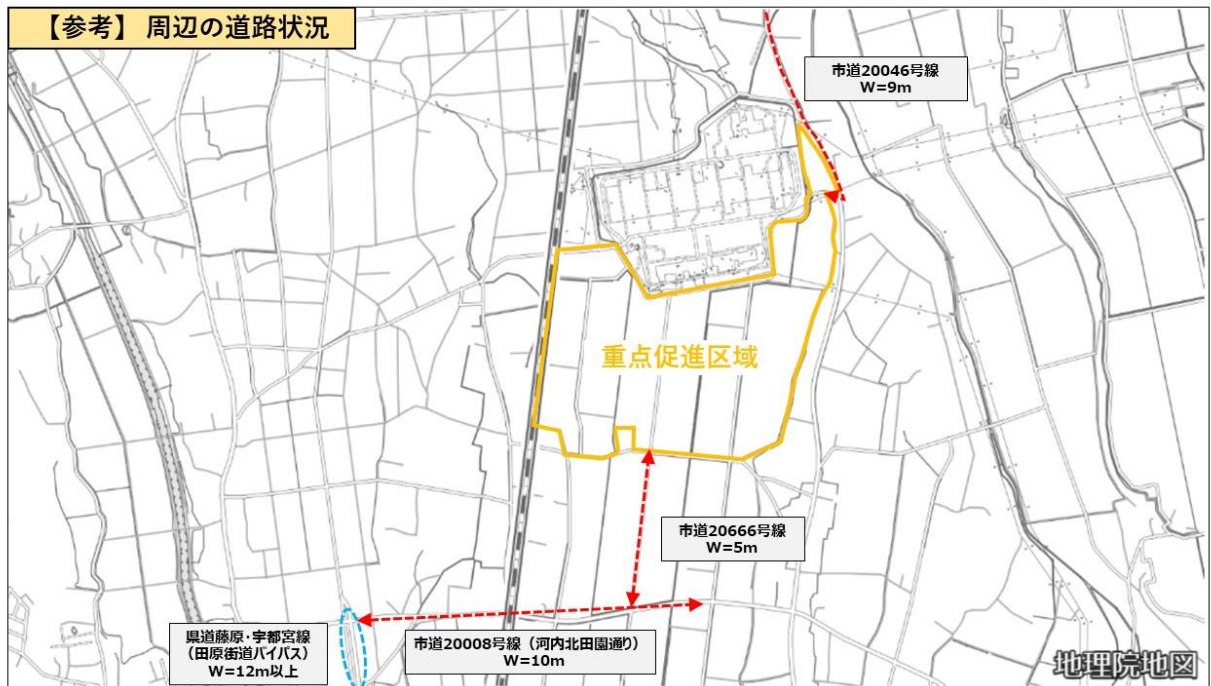 【参考】 周辺の道路状況
市道20046号線
W=9m
重点促進区域
市道20666号線
W=5m
県道藤原・宇都宮線
(田原街道バイパス)
W=12m以上
市道20008号線(河内北田園通り)
W=10m
地理院地図